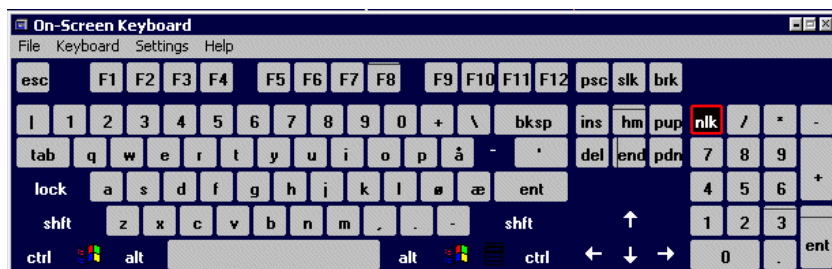 On-Screen Keyboard
File Keyboard Settings Help
esc F1 F2 F3 F4 F5 F6 F7 F8 F9 F10 F11 F12 psc slk brk
| 1 2 3 4 5 6 7 8 9 0 + \ bksp ins hm pup nlk / * -
tab q w e r t y u i o p å ¨ ' del end pdn 7 8 9 +
lock a s d f g h j k l ø æ ent 4 5 6
shft z x c v b n m , . - shft ↑ 1 2 3 ent
ctrl alt alt ctrl ← ↓ → 0 .